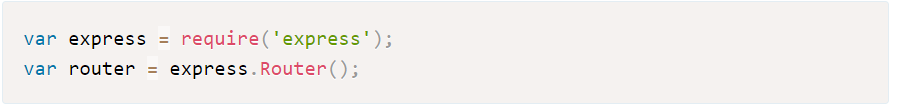 var express = require('express');
var router = express.Router();